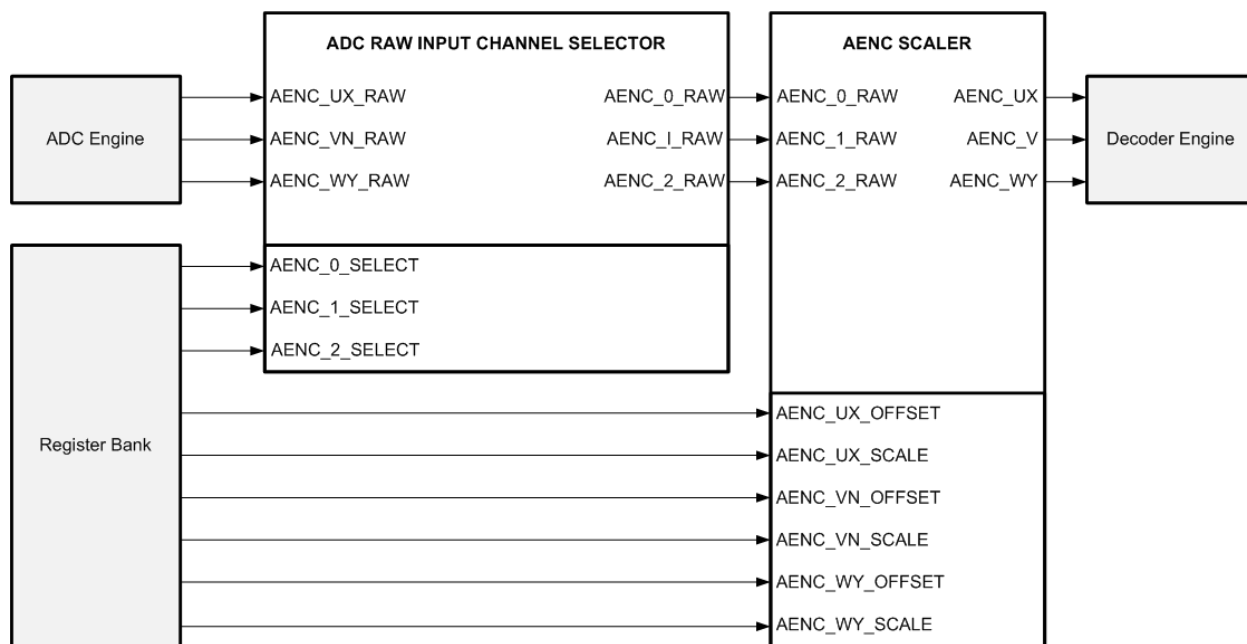 ADC RAW INPUT CHANNEL SELECTOR
AENC SCALER
ADC Engine
AENC_UX_RAW
AENC_VN_RAW
AENC_WY_RAW
AENC_0_RAW
AENC_I_RAW
AENC_2_RAW
AENC_0_RAW
AENC_1_RAW
AENC_2_RAW
AENC_UX
AENC_V
AENC_WY
Decoder Engine
Register Bank
AENC_0_SELECT
AENC_1_SELECT
AENC_2_SELECT
AENC_UX_OFFSET
AENC_UX_SCALE
AENC_VN_OFFSET
AENC_VN_SCALE
AENC_WY_OFFSET
AENC_WY_SCALE